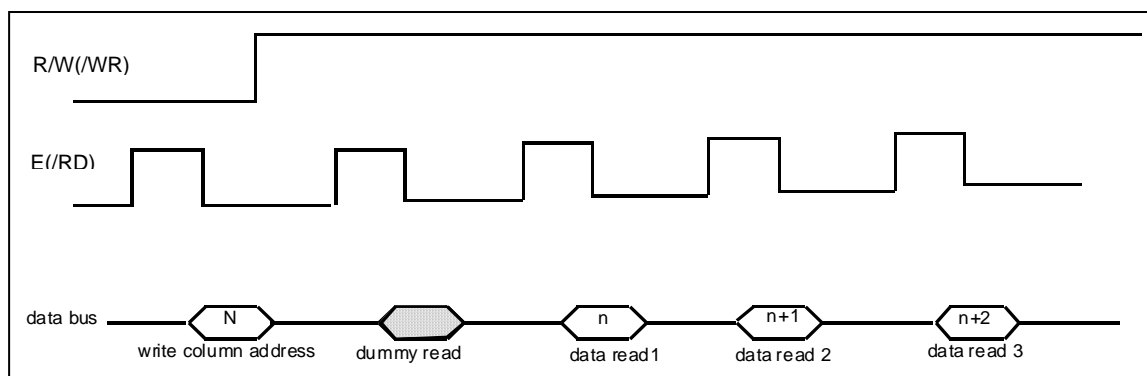 R/W(/WR)
E(/RD)
data bus
N
n
n+1
n+2
write column address
dummy read
data read1
data read 2
data read 3